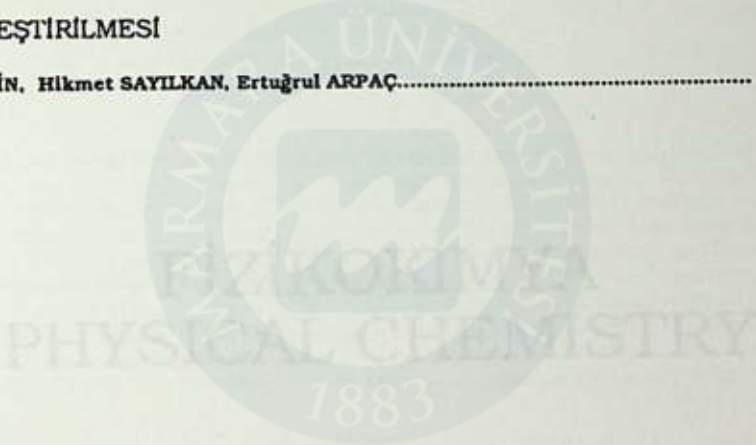 EŞTİRİLMESİ
İN, Hikmet SAYILKAN, Ertuğrul ARPAÇ..........................................................
MARMARA ÜNİVERSİTESİ
FİZİKOKİMYA
PHYSICAL CHEMISTRY
1883